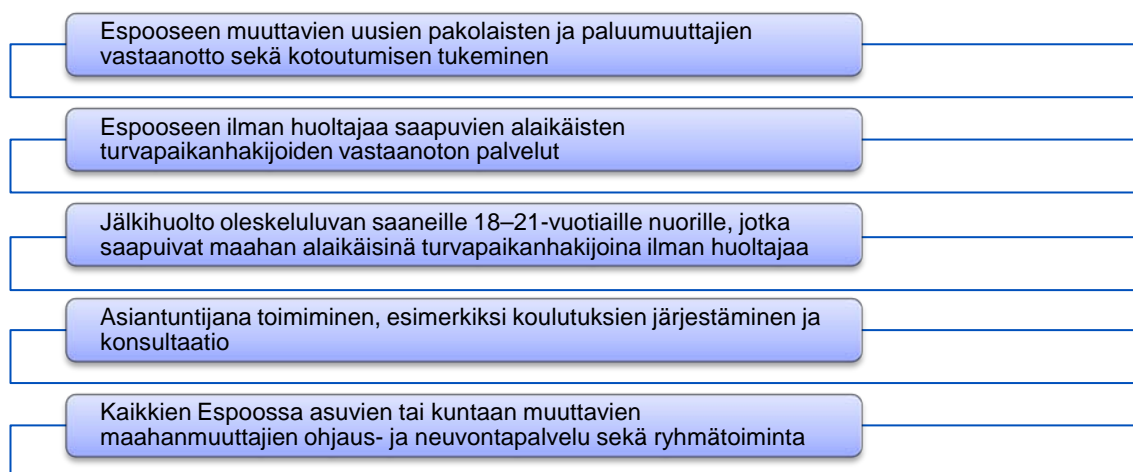 Espooseen muuttavien uusien pakolaisten ja paluumuuttajien
vastaanotto sekä kotoutumisen tukeminen
Espooseen ilman huoltajaa saapuvien alaikäisten
turvapaikanhakijoiden vastaanoton palvelut
Jälkihuolto oleskeluluvan saaneille 18–21-vuotiaille nuorille, jotka
saapuivat maahan alaikäisinä turvapaikanhakijoina ilman huoltajaa
Asiantuntijana toimiminen, esimerkiksi koulutuksien järjestäminen ja
konsultaatio
Kaikkien Espoossa asuvien tai kuntaan muuttavien
maahanmuuttajien ohjaus- ja neuvontapalvelu sekä ryhmätoiminta